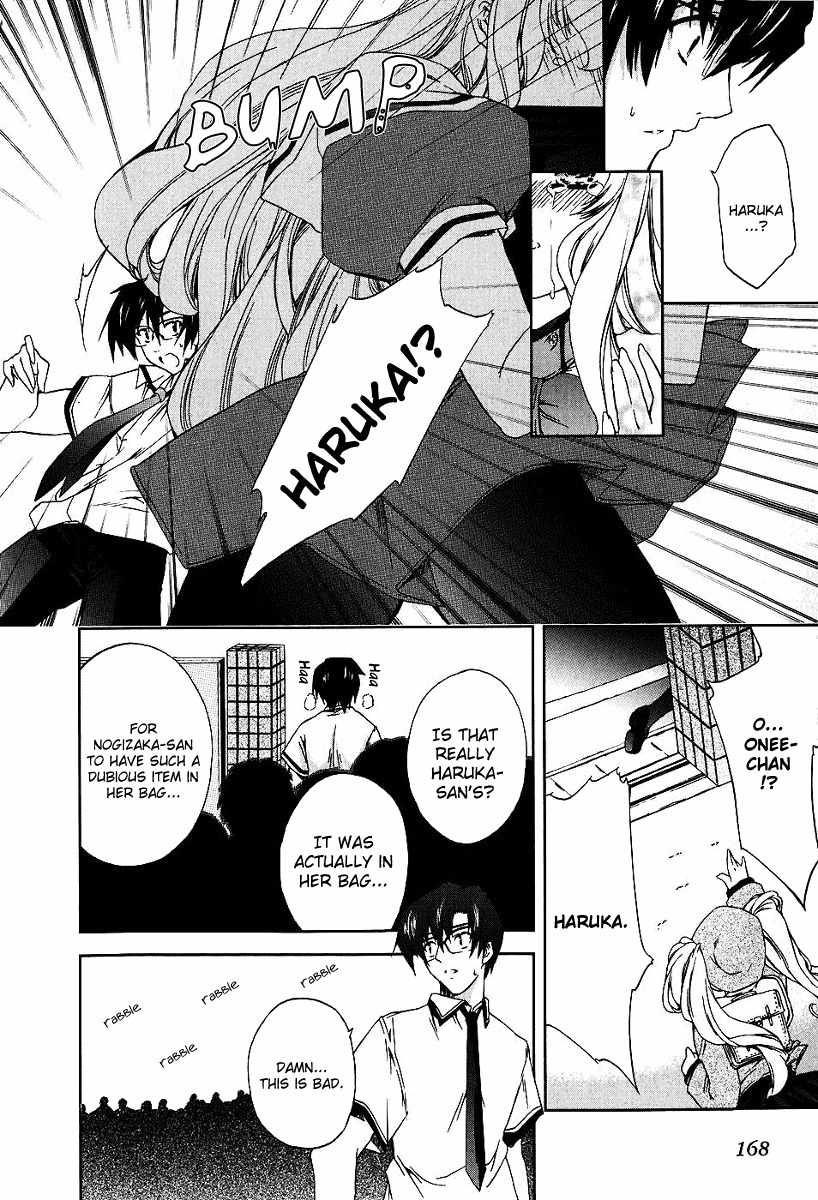 HARUKA
...?
BUMP
HARUKA!?
O...
ONEE-
CHAN
!?
HARUKA.
IS THAT
REALLY
HARUKA-
SAN'S?
Haa
Haa
IT WAS
ACTUALLY IN
HER BAG...
FOR
NOGIZAKA-SAN
TO HAVE SUCH A
DUBIOUS ITEM IN
HER BAG...
rabble
rabble
rabble
rabble
DAMN...
THIS IS BAD.
168